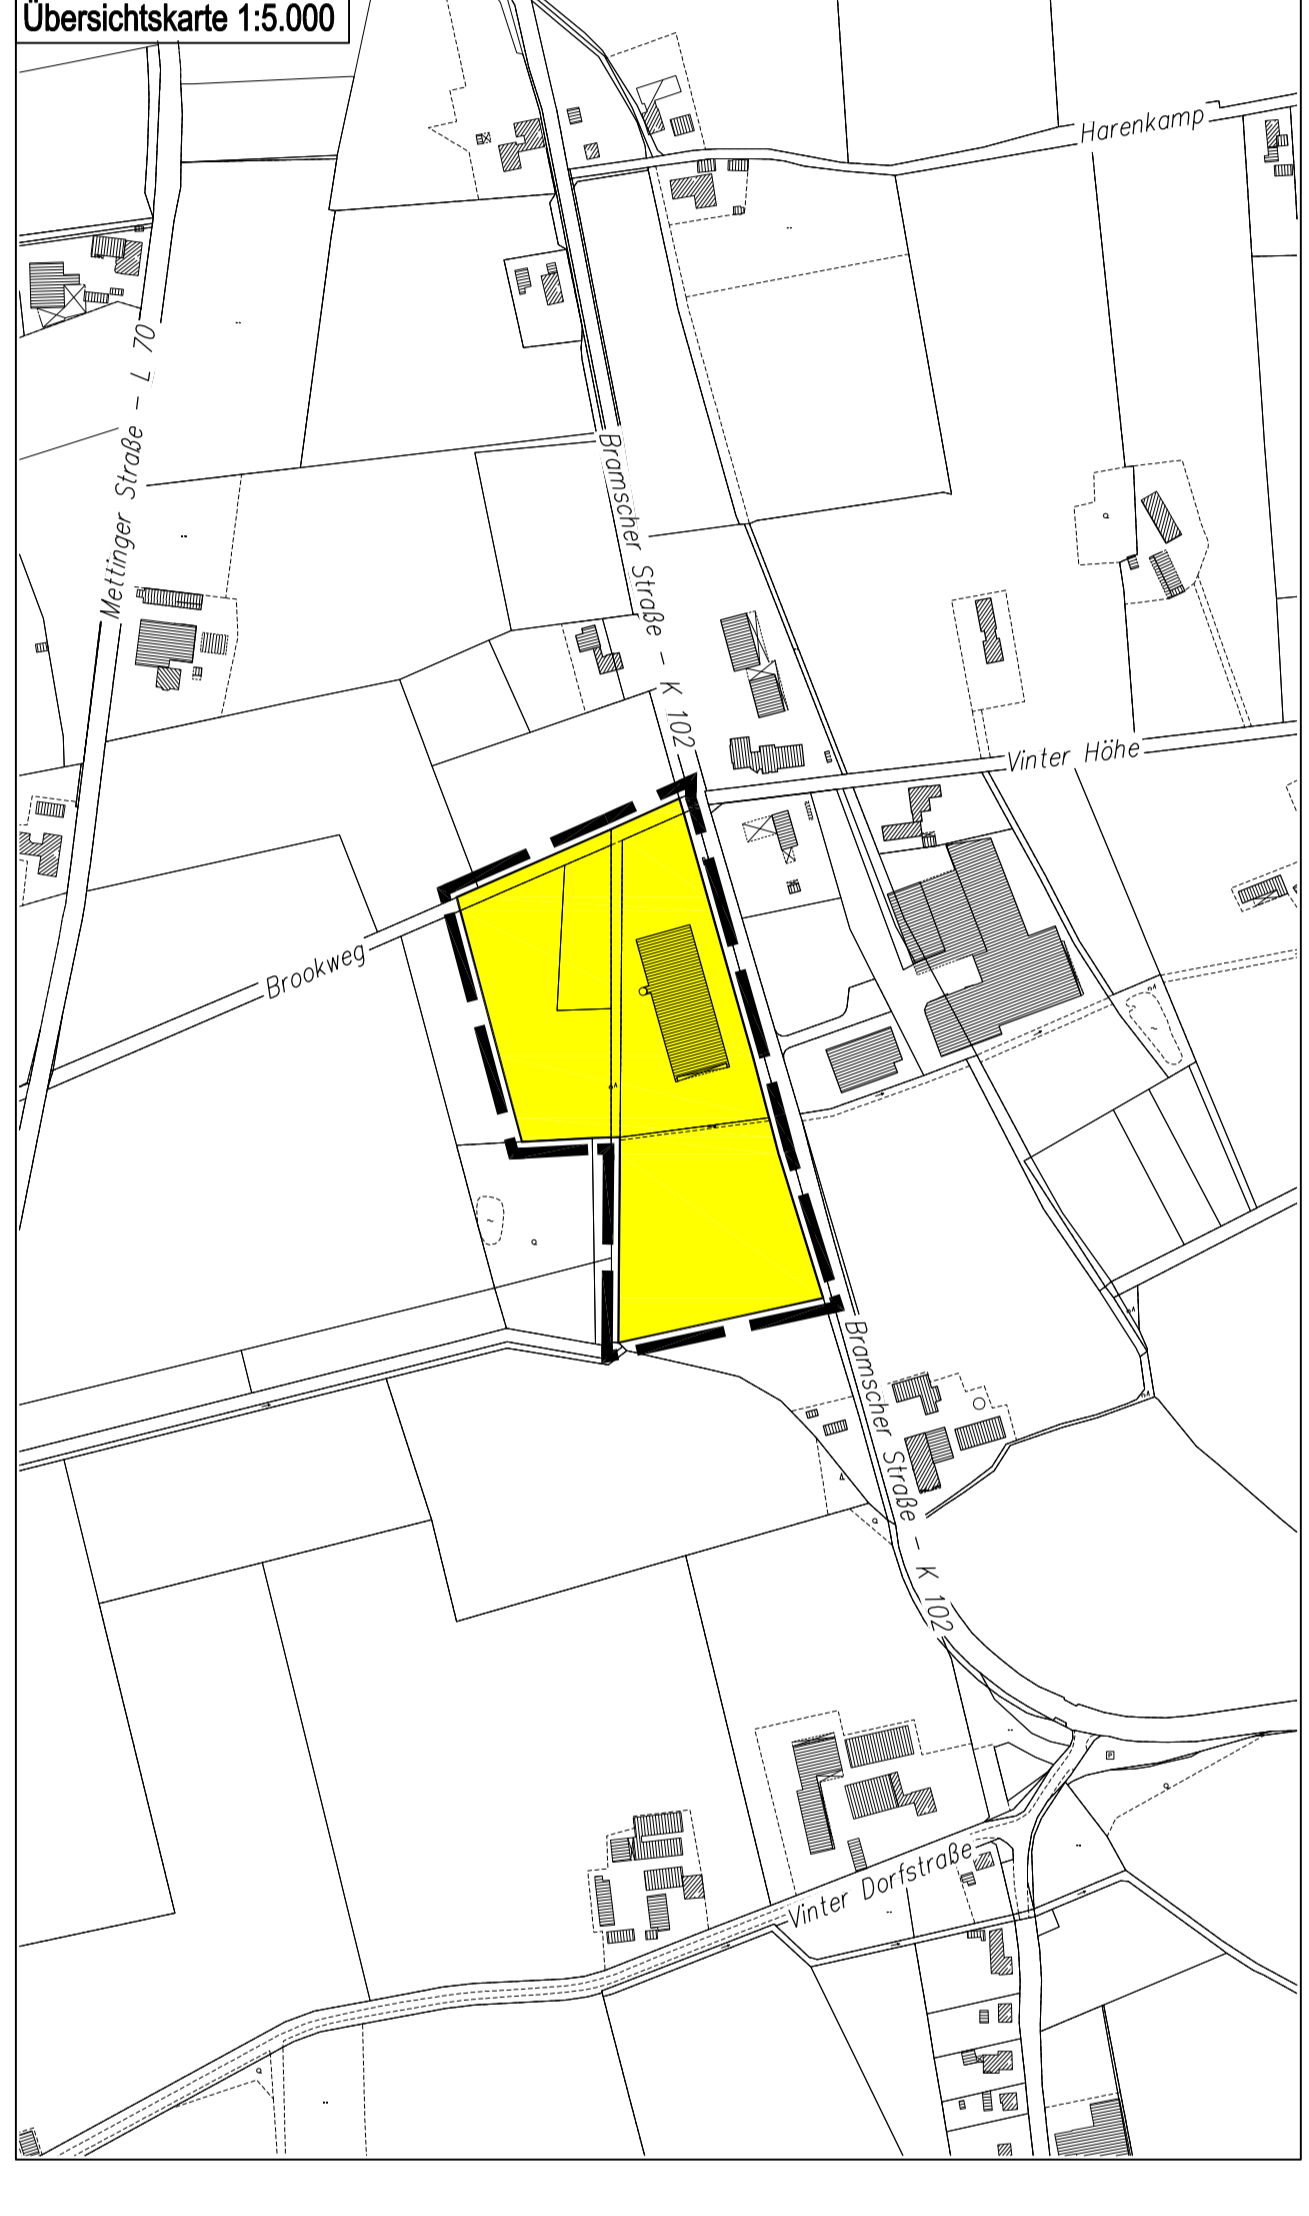 Übersichtskarte 1:5.000
Harenkamp
Mettinger Straße - L 70
Bramscher Straße - K 102
Vinter Höhe
Brookweg
Bramscher Straße - K 102
Vinter Dorfstraße